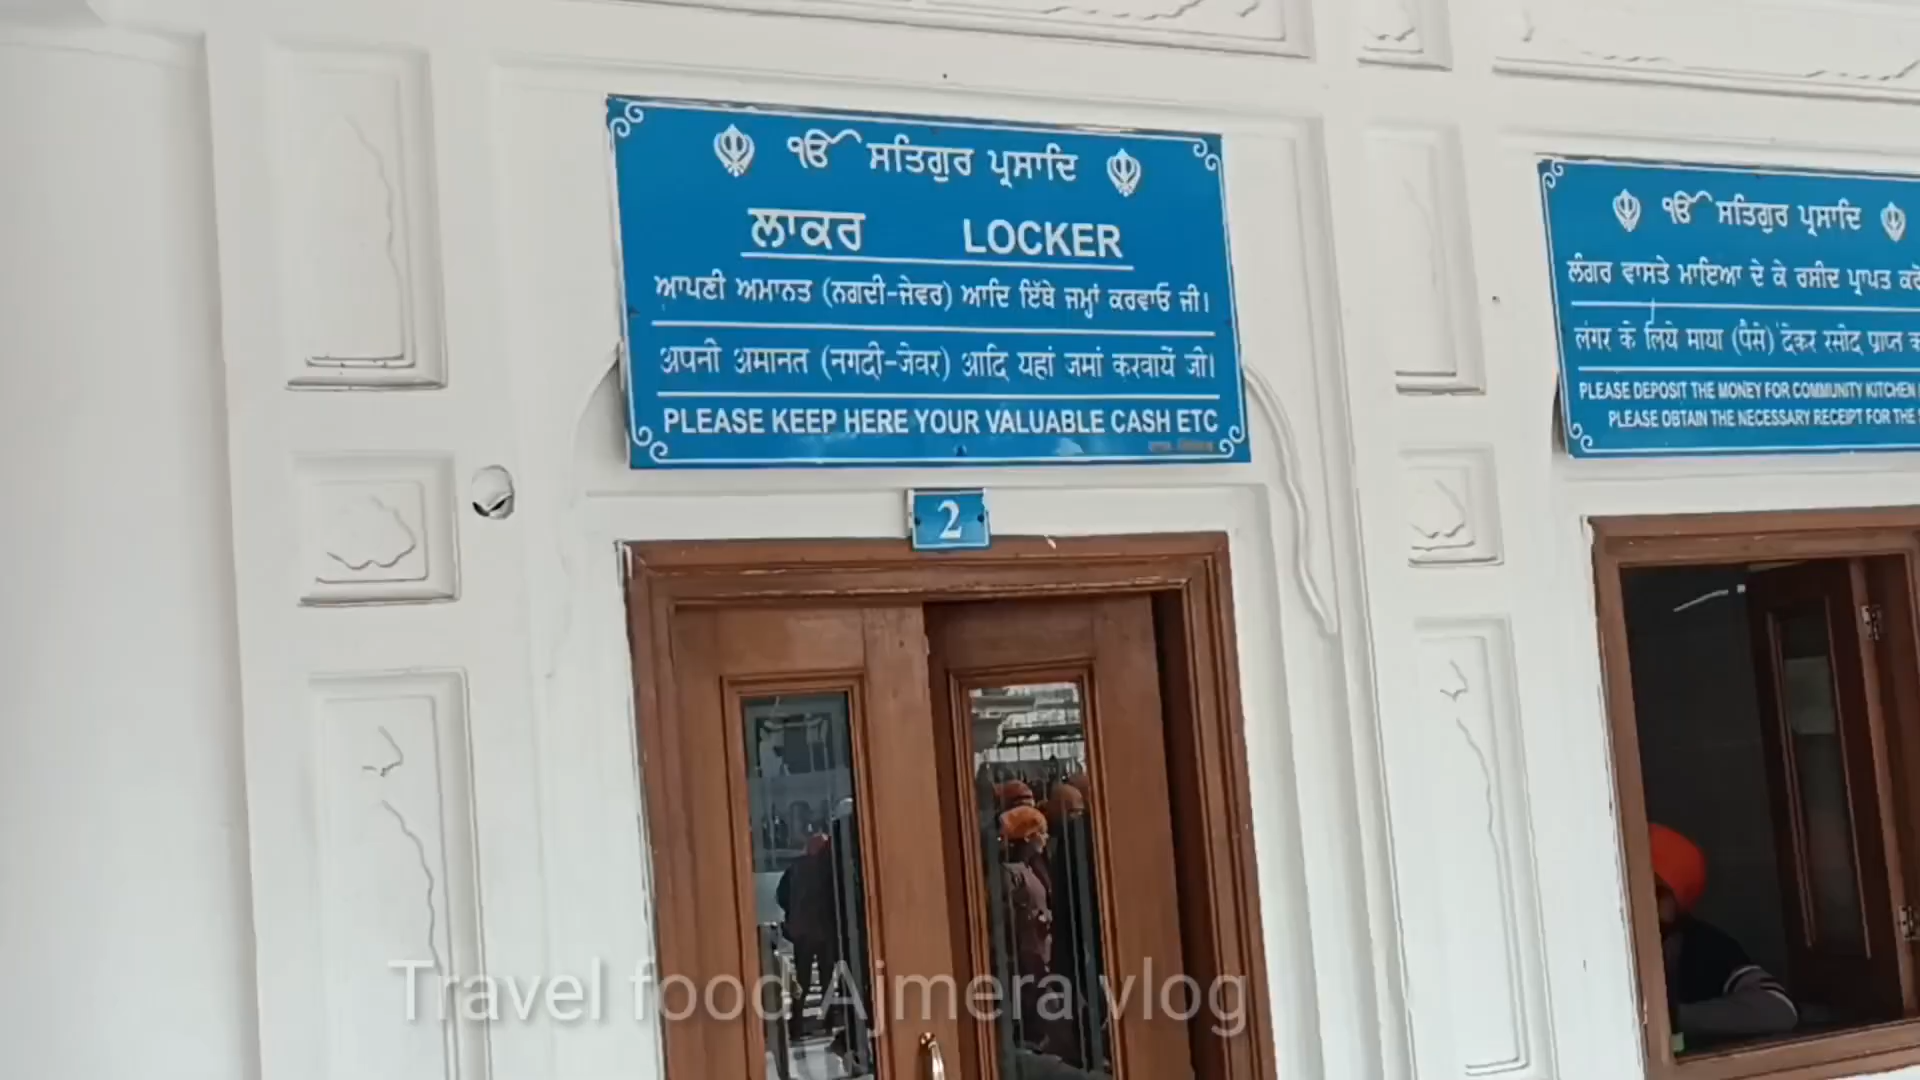 ੴ ਸਤਿਗੁਰ ਪ੍ਰਸਾਦਿ
ਲਾਕਰ LOCKER
ਆਪਣੀ ਅਮਾਨਤ (ਨਗਦੀ-ਜੇਵਰ) ਆਦਿ ਇੱਥੇ ਜਮ੍ਹਾਂ ਕਰਵਾਓ ਜੀ।
अपनी अमानत (नगदी-जेवर) आदि यहां जमां करवायें जी।
PLEASE KEEP HERE YOUR VALUABLE CASH ETC
2
ੴ ਸਤਿਗੁਰ ਪ੍ਰਸਾਦਿ
ਲੰਗਰ ਵਾਸਤੇ ਮਾਇਆ ਦੇ ਕੇ ਰਸੀਦ ਪ੍ਰਾਪਤ
लंगर के लिये माया (पैसे) देकर रसीद प्राप्त
PLEASE DEPOSIT THE MONEY FOR COMMUNITY KITCHEN
PLEASE OBTAIN THE NECESSARY RECEIPT FOR THE
Travel food Ajmera vlog